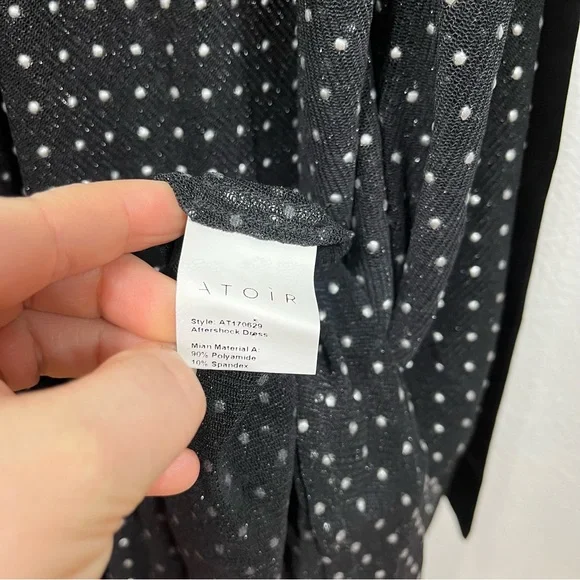 ATOIR
Style: AT170629
Aftershock Dress
Mian Material A:
90% Polyamide
10% Spandex